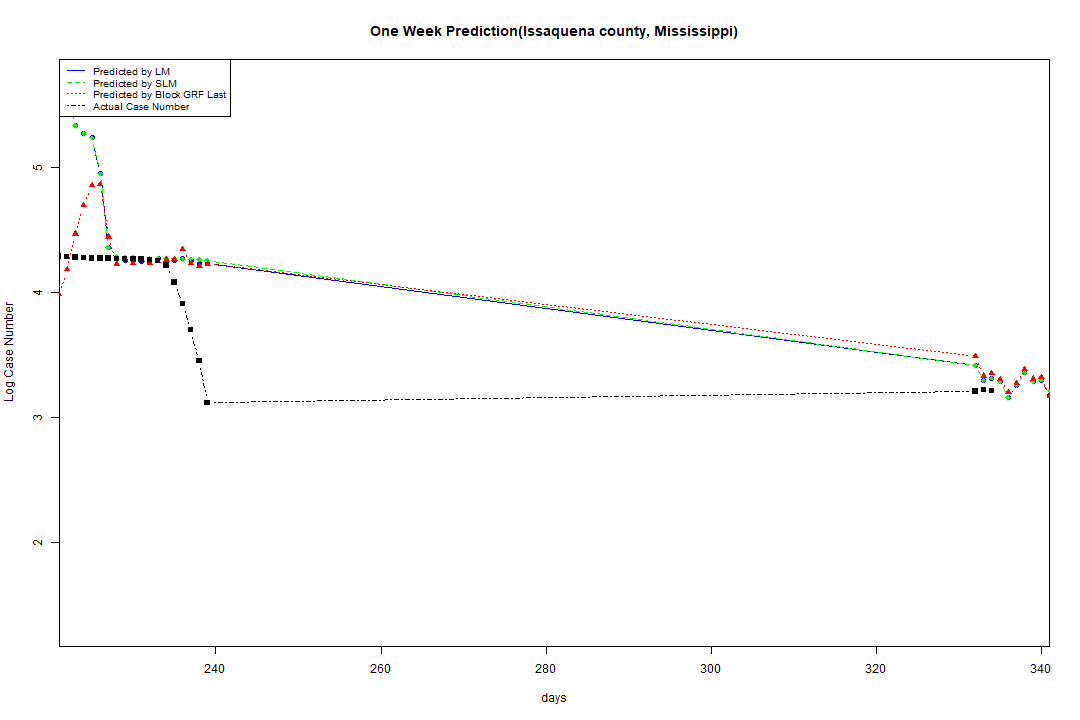 One Week Prediction(Issaquena county, Mississippi)
Predicted by LM
Predicted by SLM
Predicted by Block GRF Last
Actual Case Number
5
4
3
2
Log Case Number
240 260 280 300 320 340
days